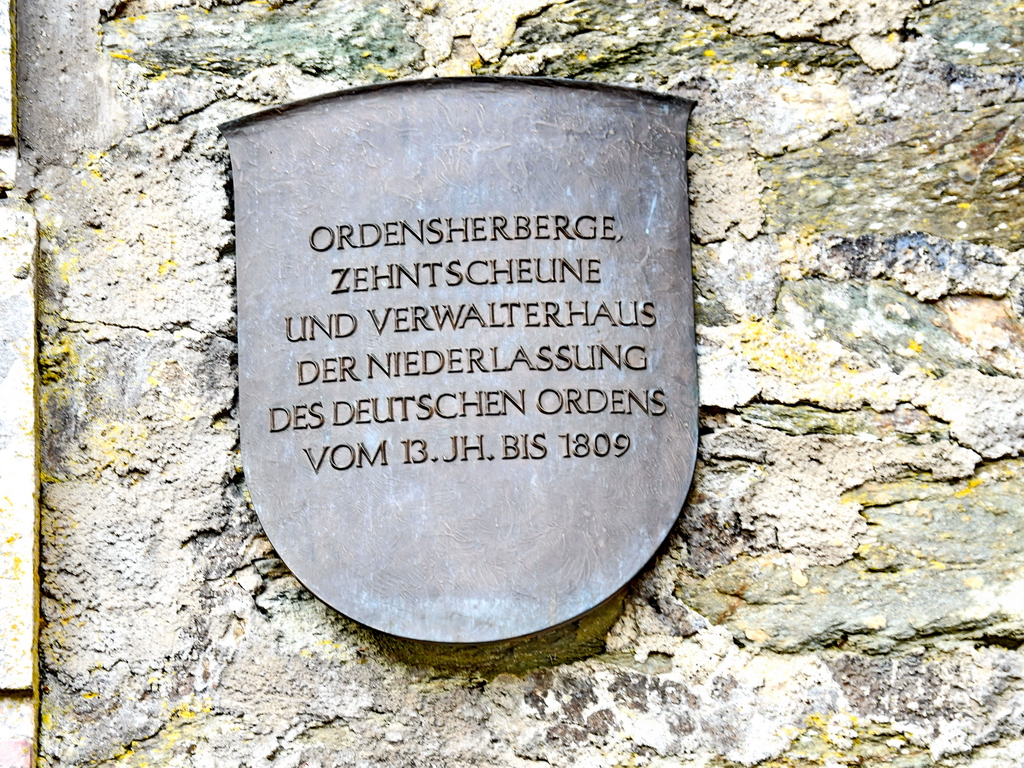 ORDENSHERBERGE,
ZEHNTSCHEUNE
UND VERWALTERHAUS
DER NIEDERLASSUNG
DES DEUTSCHEN ORDENS
VOM 13. JH. BIS 1809